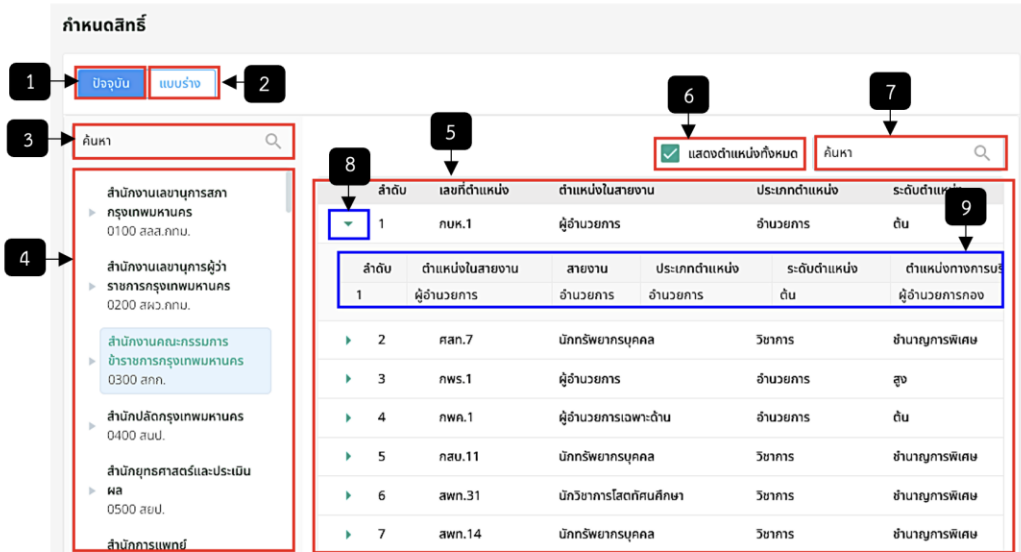 กำหนดสิทธิ์
1 ปัจจุบัน แบบร่าง 2
6 7
3 ค้นหา 5 แสดงตำแหน่งทั้งหมด ค้นหา
8
4
สำนักงานเลขานุการสภา
กรุงเทพมหานคร
0100 สลส.กทม.
สำนักงานเลขานุการผู้ว่า
ราชการกรุงเทพมหานคร
0200 สผว.กทม.
สำนักงานคณะกรรมการ
ข้าราชการกรุงเทพมหานคร
0300 สกก.
สำนักปลัดกรุงเทพมหานคร
0400 สนป.
สำนักยุทธศาสตร์และประเมิน
ผล
0500 สยป.
สำนักการแพทย์
ลำดับ เลขที่ตำแหน่ง ตำแหน่งในสายงาน ประเภทตำแหน่ง ระดับตำแหน่ง
9
1 กบห.1 ผู้อำนวยการ อำนวยการ ต้น
ลำดับ ตำแหน่งในสายงาน สายงาน ประเภทตำแหน่ง ระดับตำแหน่ง ตำแหน่งทางการบริ
1 ผู้อำนวยการ อำนวยการ อำนวยการ ต้น ผู้อำนวยการกอง
2 ศสท.7 นักทรัพยากรบุคคล วิชาการ ชำนาญการพิเศษ
3 กพร.1 ผู้อำนวยการ อำนวยการ สูง
4 กพค.1 ผู้อำนวยการเฉพาะด้าน อำนวยการ ต้น
5 กสบ.11 นักทรัพยากรบุคคล วิชาการ ชำนาญการพิเศษ
6 สพท.31 นักวิชาการโสตทัศนศึกษา วิชาการ ชำนาญการพิเศษ
7 สพท.14 นักทรัพยากรบุคคล วิชาการ ชำนาญการพิเศษ